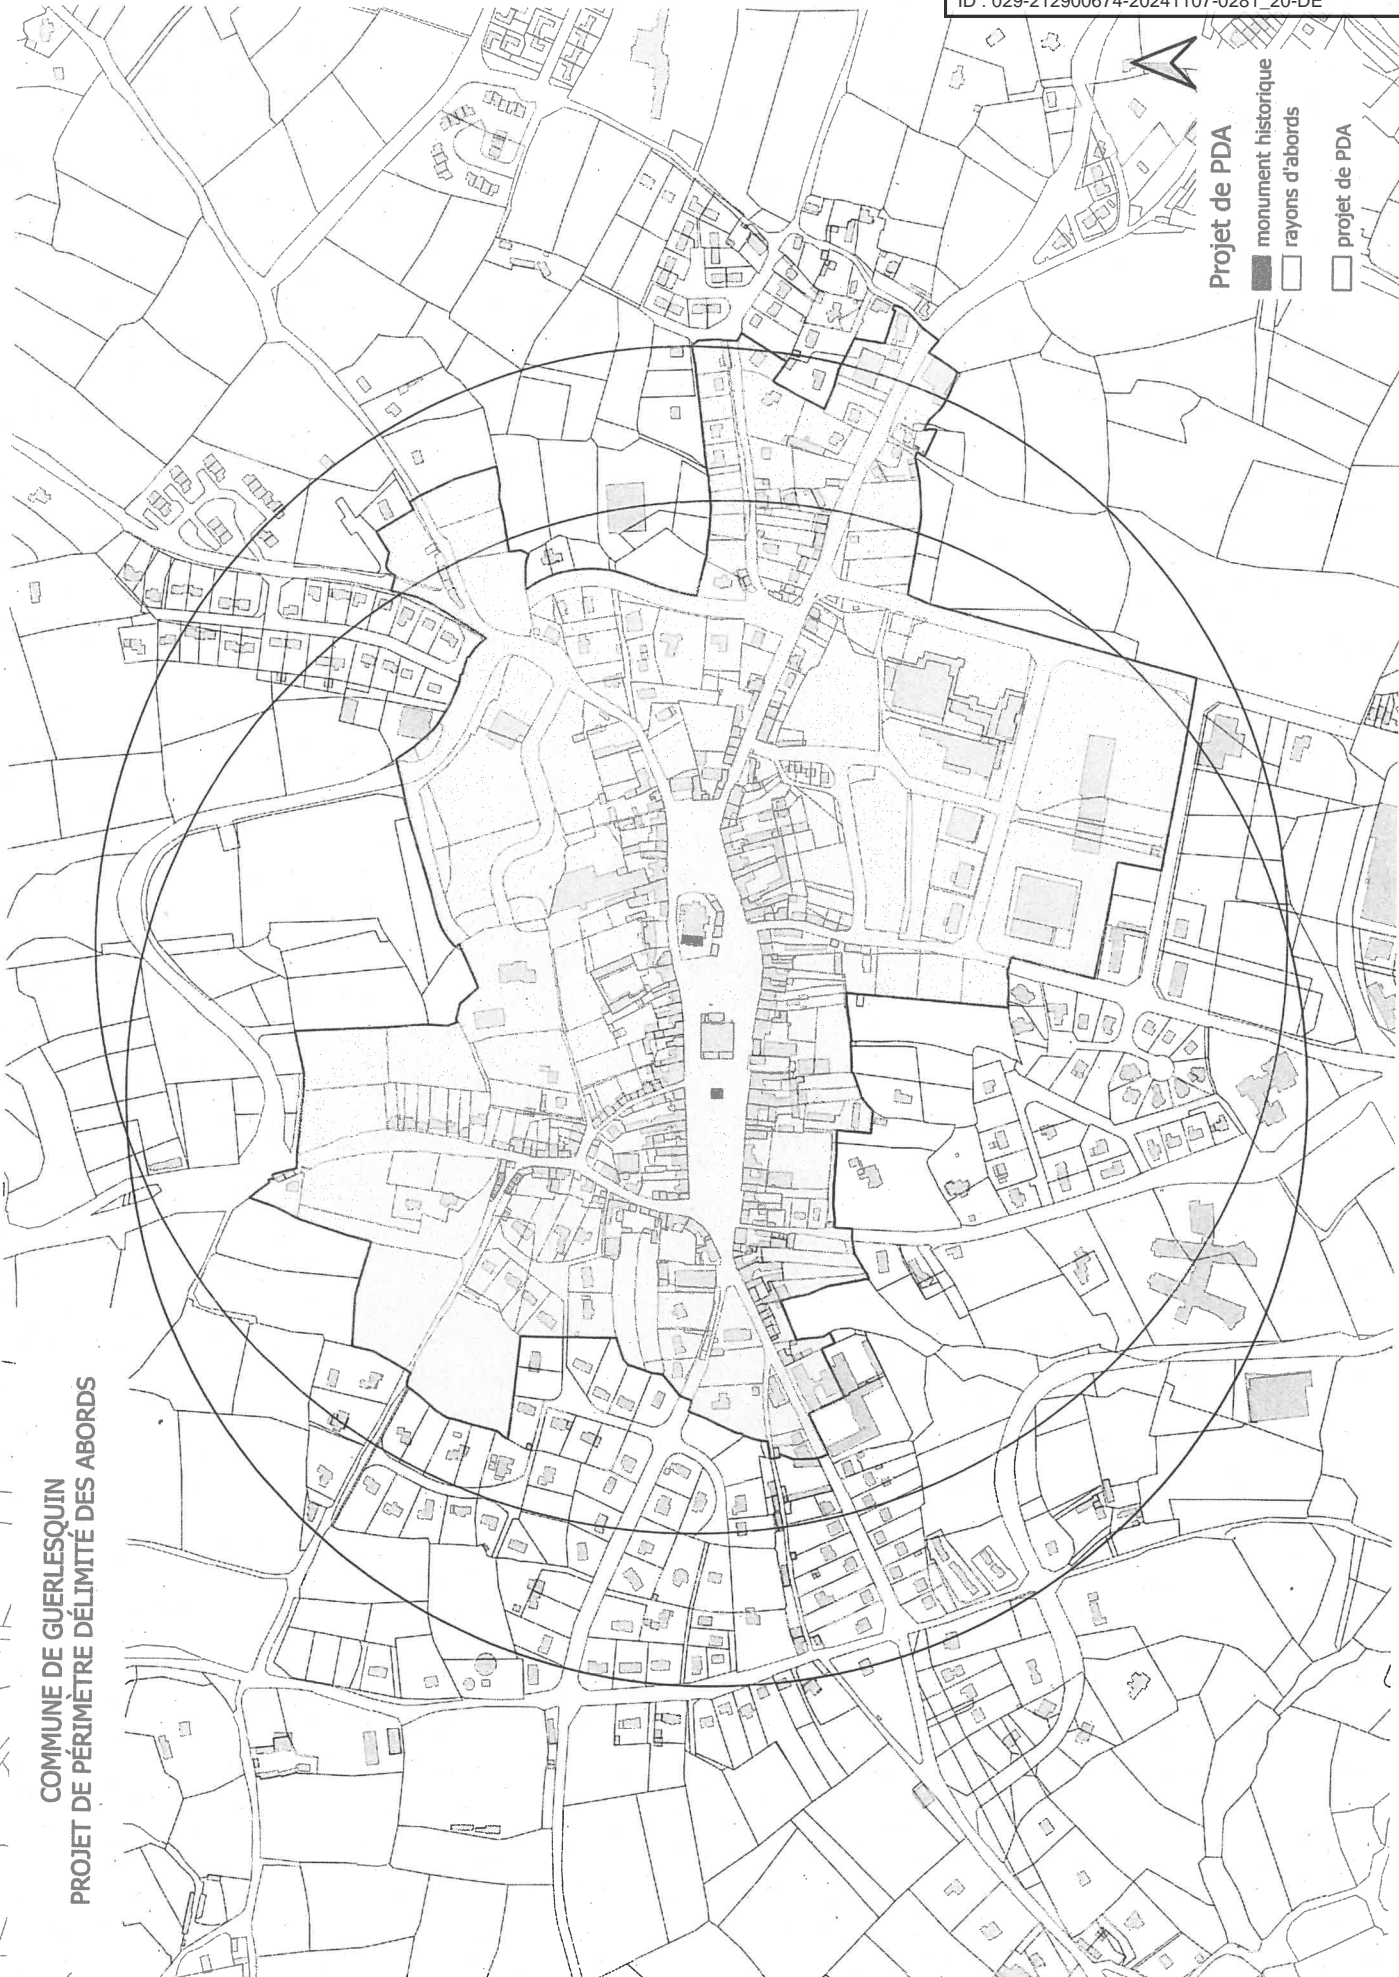 ID : 029-212900674-20241107-0281_20-DE
COMMUNE DE GUERLESQUIN
PROJET DE PÉRIMÈTRE DÉLIMITÉ DES ABORDS
Projet de PDA
monument historique
rayons d'abords
projet de PDA